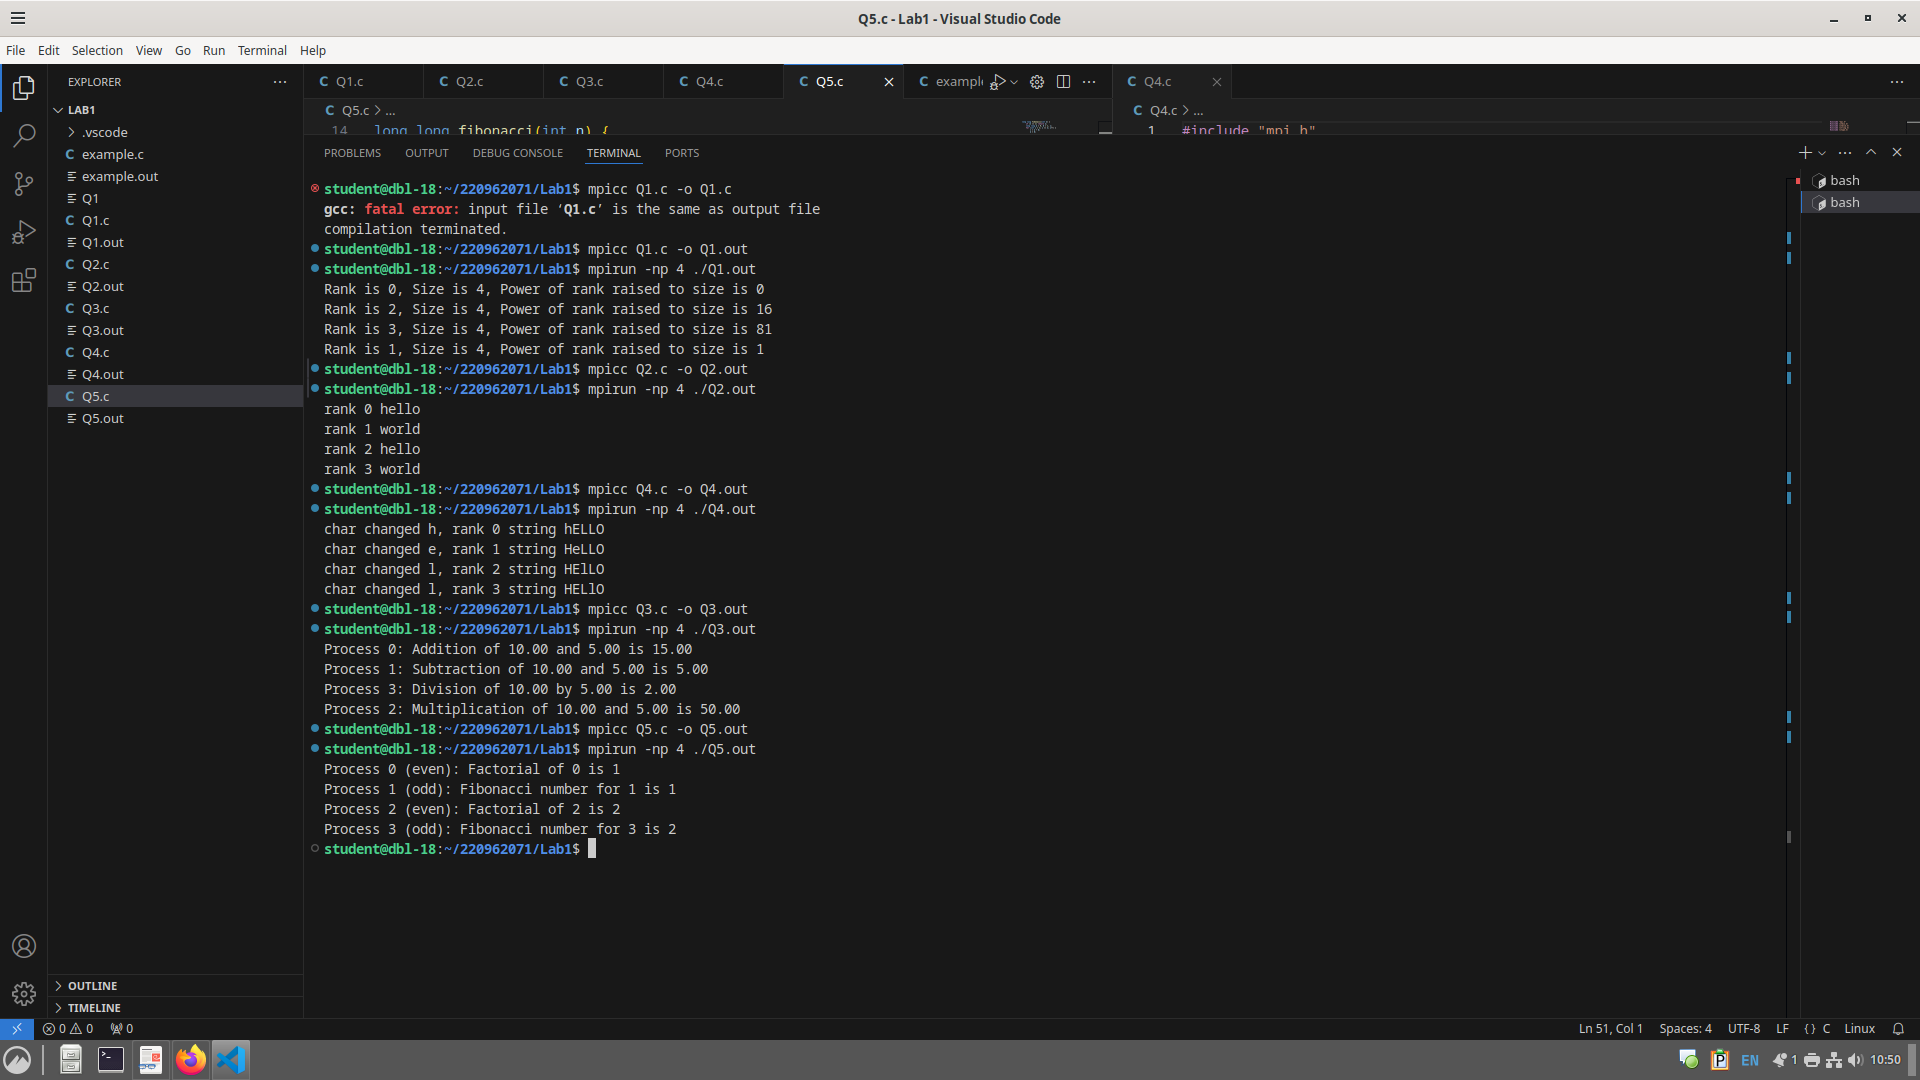 Q5.c - Lab1 - Visual Studio Code
File Edit Selection View Go Run Terminal Help
EXPLORER
LAB1
.vscode
example.c
example.out
Q1
Q1.c
Q1.out
Q2.c
Q2.out
Q3.c
Q3.out
Q4.c
Q4.out
Q5.c
Q5.out
OUTLINE
TIMELINE
Q1.c Q2.c Q3.c Q4.c Q5.c exampl Q4.c
Q5.c > ... Q4.c > ...
14 long long fibonacci(int n) { 1 #include "mpi.h"
PROBLEMS OUTPUT DEBUG CONSOLE TERMINAL PORTS
bash
bash
student@dbl-18:~/220962071/Lab1$ mpicc Q1.c -o Q1.c
gcc: fatal error: input file ‘Q1.c’ is the same as output file
compilation terminated.
student@dbl-18:~/220962071/Lab1$ mpicc Q1.c -o Q1.out
student@dbl-18:~/220962071/Lab1$ mpirun -np 4 ./Q1.out
Rank is 0, Size is 4, Power of rank raised to size is 0
Rank is 2, Size is 4, Power of rank raised to size is 16
Rank is 3, Size is 4, Power of rank raised to size is 81
Rank is 1, Size is 4, Power of rank raised to size is 1
student@dbl-18:~/220962071/Lab1$ mpicc Q2.c -o Q2.out
student@dbl-18:~/220962071/Lab1$ mpirun -np 4 ./Q2.out
rank 0 hello
rank 1 world
rank 2 hello
rank 3 world
student@dbl-18:~/220962071/Lab1$ mpicc Q4.c -o Q4.out
student@dbl-18:~/220962071/Lab1$ mpirun -np 4 ./Q4.out
char changed h, rank 0 string hELLO
char changed e, rank 1 string HeLLO
char changed l, rank 2 string HElLO
char changed l, rank 3 string HELlO
student@dbl-18:~/220962071/Lab1$ mpicc Q3.c -o Q3.out
student@dbl-18:~/220962071/Lab1$ mpirun -np 4 ./Q3.out
Process 0: Addition of 10.00 and 5.00 is 15.00
Process 1: Subtraction of 10.00 and 5.00 is 5.00
Process 3: Division of 10.00 by 5.00 is 2.00
Process 2: Multiplication of 10.00 and 5.00 is 50.00
student@dbl-18:~/220962071/Lab1$ mpicc Q5.c -o Q5.out
student@dbl-18:~/220962071/Lab1$ mpirun -np 4 ./Q5.out
Process 0 (even): Factorial of 0 is 1
Process 1 (odd): Fibonacci number for 1 is 1
Process 2 (even): Factorial of 2 is 2
Process 3 (odd): Fibonacci number for 3 is 2
student@dbl-18:~/220962071/Lab1$
0 0 0 Ln 51, Col 1 Spaces: 4 UTF-8 LF {} C Linux
EN 1 10:50